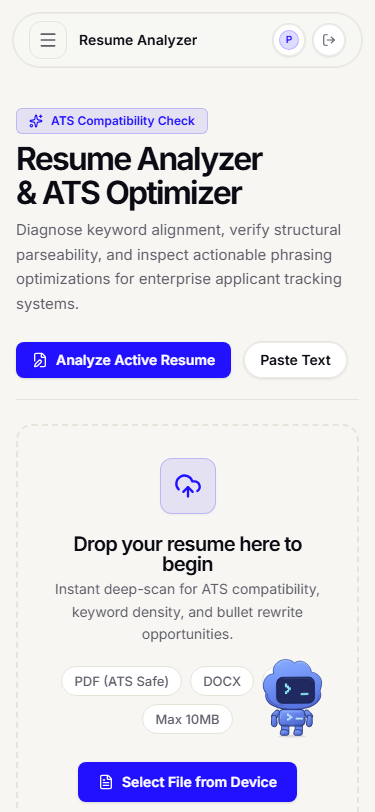 Resume Analyzer
P
ATS Compatibility Check
Resume Analyzer
& ATS Optimizer
Diagnose keyword alignment, verify structural
parseability, and inspect actionable phrasing
optimizations for enterprise applicant tracking
systems.
Analyze Active Resume
Paste Text
Drop your resume here to
begin
Instant deep-scan for ATS compatibility,
keyword density, and bullet rewrite
opportunities.
PDF (ATS Safe)
DOCX
Max 10MB
Select File from Device